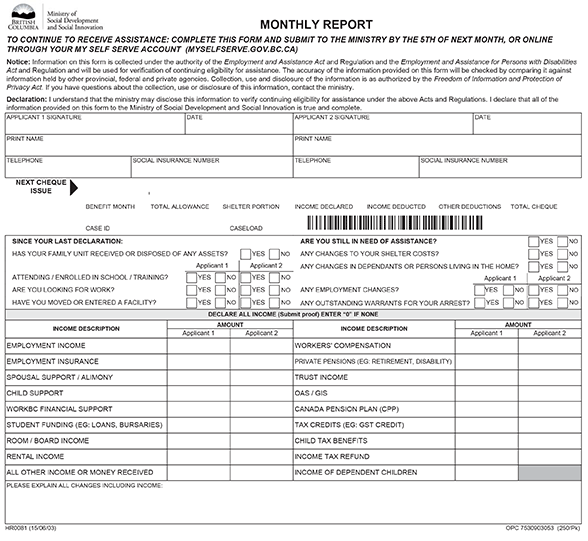 BRITISH COLUMBIA
Ministry of
Social Development
and Social Innovation
MONTHLY REPORT
TO CONTINUE TO RECEIVE ASSISTANCE: COMPLETE THIS FORM AND SUBMIT TO THE MINISTRY BY THE 5TH OF NEXT MONTH, OR ONLINE
THROUGH YOUR MY SELF SERVE ACCOUNT (MYSELFSERVE.GOV.BC.CA)
Notice: Information on this form is collected under the authority of the Employment and Assistance Act and Regulation and the Employment and Assistance for Persons with Disabilities
Act and Regulation and will be used for verification of continuing eligibility for assistance. The accuracy of the information provided on this form will be checked by comparing it against
information held by other provincial, federal and private agencies. Collection, use and disclosure of the information is as authorized by the Freedom of Information and Protection of
Privacy Act. If you have questions about the collection, use or disclosure of this information, contact the ministry.
Declaration: I understand that the ministry may disclose this information to verify continuing eligibility for assistance under the above Acts and Regulations. I declare that all of the
information provided on this form to the Ministry of Social Development and Social Innovation is true and complete.
APPLICANT 1 SIGNATURE DATE APPLICANT 2 SIGNATURE DATE
PRINT NAME PRINT NAME
TELEPHONE SOCIAL INSURANCE NUMBER TELEPHONE SOCIAL INSURANCE NUMBER
NEXT CHEQUE
ISSUE
BENEFIT MONTH TOTAL ALLOWANCE SHELTER PORTION INCOME DECLARED INCOME DEDUCTED OTHER DEDUCTIONS TOTAL CHEQUE
CASE ID CASELOAD
SINCE YOUR LAST DECLARATION: ARE YOU STILL IN NEED OF ASSISTANCE? YES NO
HAS YOUR FAMILY UNIT RECEIVED OR DISPOSED OF ANY ASSETS? YES NO ANY CHANGES TO YOUR SHELTER COSTS? YES NO
Applicant 1 Applicant 2 ANY CHANGES IN DEPENDANTS OR PERSONS LIVING IN THE HOME? YES NO
ATTENDING / ENROLLED IN SCHOOL / TRAINING? YES NO YES NO Applicant 1 Applicant 2
ARE YOU LOOKING FOR WORK? YES NO YES NO ANY EMPLOYMENT CHANGES? YES NO YES NO
HAVE YOU MOVED OR ENTERED A FACILITY? YES NO YES NO ANY OUTSTANDING WARRANTS FOR YOUR ARREST? YES NO YES NO
DECLARE ALL INCOME (Submit proof) ENTER "0" IF NONE
INCOME DESCRIPTION AMOUNT INCOME DESCRIPTION AMOUNT
Applicant 1 Applicant 2 Applicant 1 Applicant 2
EMPLOYMENT INCOME WORKERS' COMPENSATION
EMPLOYMENT INSURANCE PRIVATE PENSIONS (EG: RETIREMENT, DISABILITY)
SPOUSAL SUPPORT / ALIMONY TRUST INCOME
CHILD SUPPORT OAS / GIS
WORKBC FINANCIAL SUPPORT CANADA PENSION PLAN (CPP)
STUDENT FUNDING (EG: LOANS, BURSARIES) TAX CREDITS (EG: GST CREDIT)
ROOM / BOARD INCOME CHILD TAX BENEFITS
RENTAL INCOME INCOME TAX REFUND
ALL OTHER INCOME OR MONEY RECEIVED INCOME OF DEPENDENT CHILDREN
PLEASE EXPLAIN ALL CHANGES INCLUDING INCOME:
HR0081 (15/06/03) OPC 7530903053 (250/Pk)